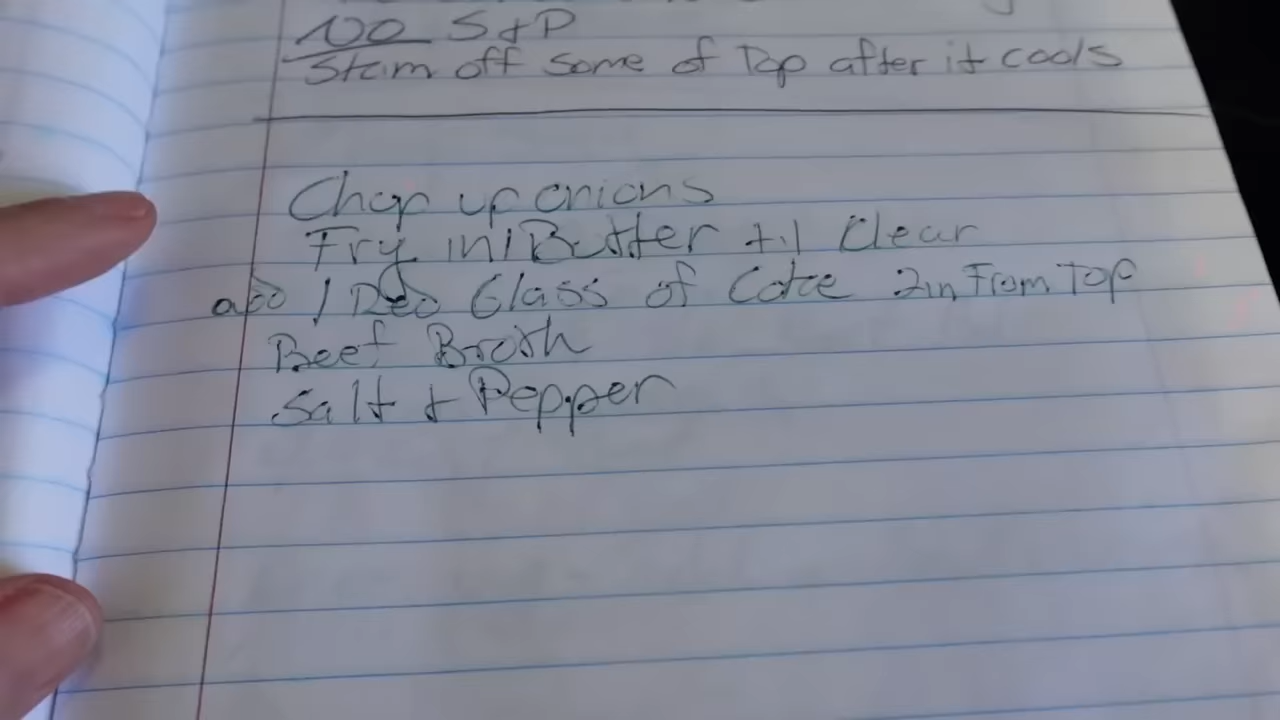 NO S+P
Skim off some of Top after it cools
Chop up onions
Fry in Butter til Clear
add 1 Red Glass of Coke 2in From Top
Beef Broth
Salt + Pepper